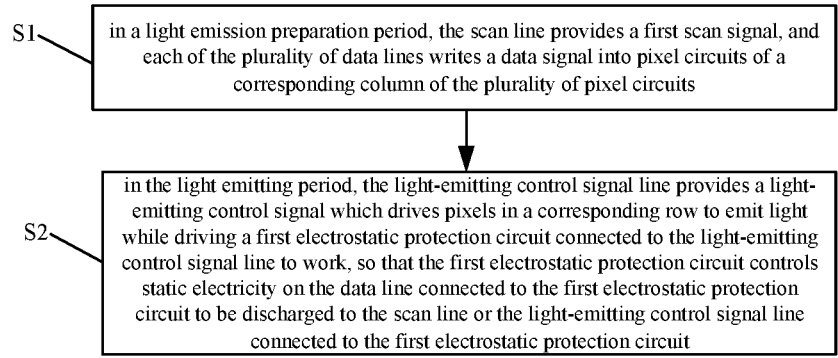 S1
in a light emission preparation period, the scan line provides a first scan signal, and
each of the plurality of data lines writes a data signal into pixel circuits of a
corresponding column of the plurality of pixel circuits
S2
in the light emitting period, the light-emitting control signal line provides a light-
emitting control signal which drives pixels in a corresponding row to emit light
while driving a first electrostatic protection circuit connected to the light-emitting
control signal line to work, so that the first electrostatic protection circuit controls
static electricity on the data line connected to the first electrostatic protection
circuit to be discharged to the scan line or the light-emitting control signal line
connected to the first electrostatic protection circuit